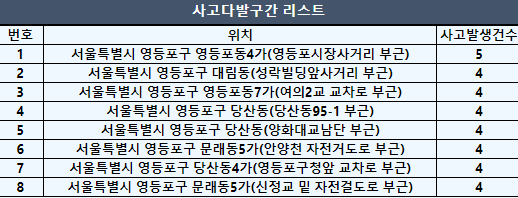 사고다발구간 리스트
번호 위치 사고발생건수
1 서울특별시 영등포구 영등포동4가(영등포시장사거리 부근) 5
2 서울특별시 영등포구 대림동(성락빌딩앞사거리 부근) 4
3 서울특별시 영등포구 영등포동7가(여의2교 교차로 부근) 4
4 서울특별시 영등포구 당산동(당산동95-1 부근) 4
5 서울특별시 영등포구 당산동(양화대교남단 부근) 4
6 서울특별시 영등포구 문래동5가(안양천 자전거도로 부근) 4
7 서울특별시 영등포구 당산동4가(영등포구청앞 교차로 부근) 4
8 서울특별시 영등포구 문래동5가(신정교 밑 자전걸도로 부근) 4